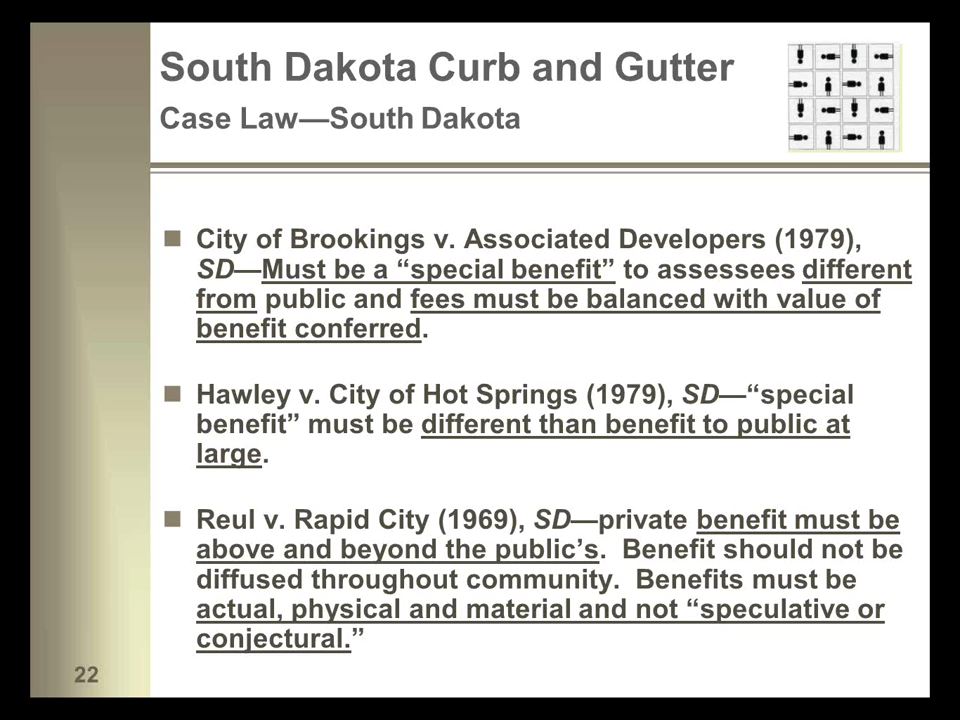 South Dakota Curb and Gutter
Case Law—South Dakota
City of Brookings v. Associated Developers (1979),
SD—Must be a “special benefit” to assessees different
from public and fees must be balanced with value of
benefit conferred.
Hawley v. City of Hot Springs (1979), SD—“special
benefit” must be different than benefit to public at
large.
Reul v. Rapid City (1969), SD—private benefit must be
above and beyond the public’s. Benefit should not be
diffused throughout community. Benefits must be
actual, physical and material and not “speculative or
conjectural.”
22